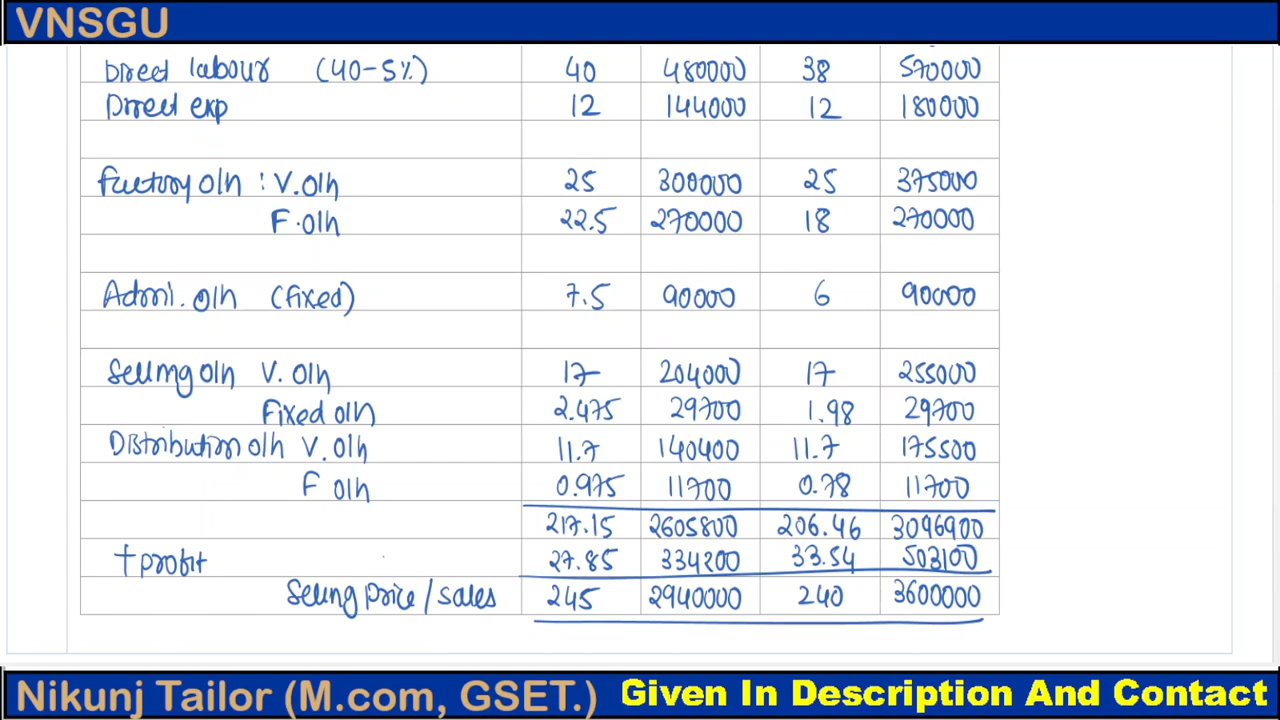 VNSGU
Direct labour (40-5%) 40 480000 38 570000
Direct exp 12 144000 12 180000
Factory o/h : V. o/h 25 300000 25 375000
F. o/h 22.5 270000 18 270000
Admi. o/h (fixed) 7.5 90000 6 90000
Selling o/h V. o/h 17 204000 17 255000
Fixed o/h 2.475 29700 1.98 29700
Distribution o/h V. o/h 11.7 140400 11.7 175500
F o/h 0.975 11700 0.78 11700
217.15 2605800 206.46 3096900
+ profit 27.85 334200 33.54 503100
Selling price / sales 245 2940000 240 3600000
Nikunj Tailor (M.com, GSET.) Given In Description And Contact